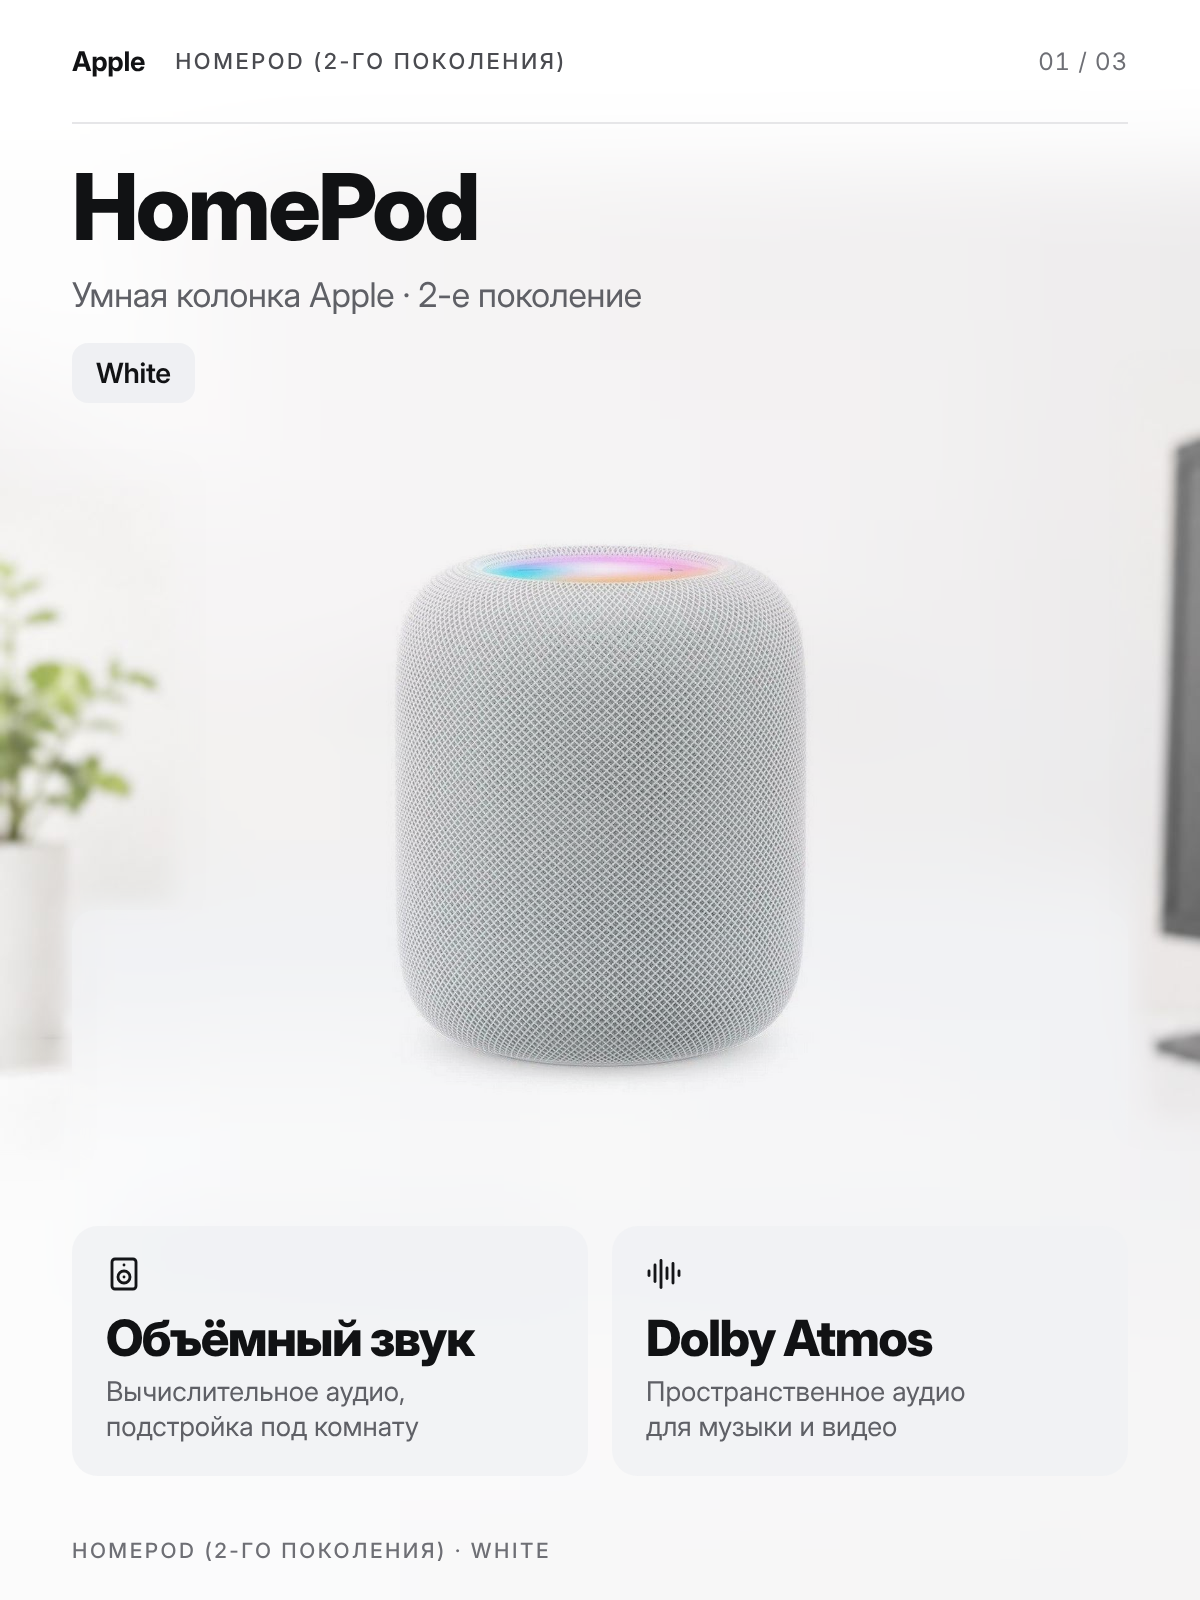 Apple HOMEPOD (2-ГО ПОКОЛЕНИЯ) 01 / 03
HomePod
Умная колонка Apple · 2-е поколение
White
Объёмный звук
Вычислительное аудио,
подстройка под комнату
Dolby Atmos
Пространственное аудио
для музыки и видео
HOMEPOD (2-ГО ПОКОЛЕНИЯ) · WHITE